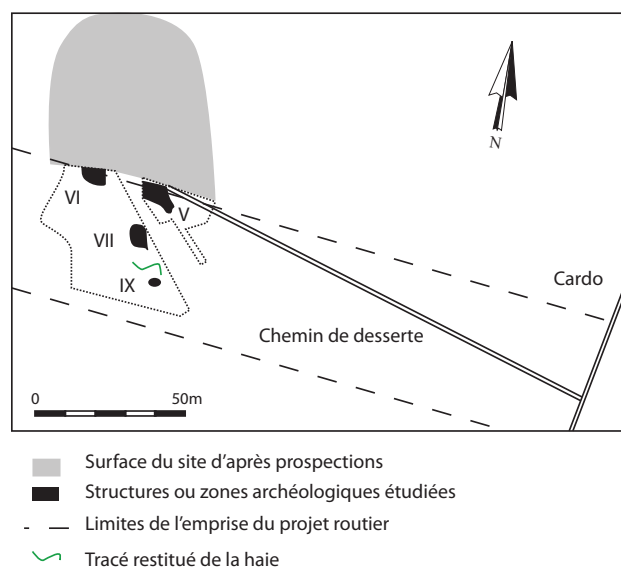 N
VI
V
VII
IX
Cardo
Chemin de desserte
0 50m
Surface du site d'après prospections
Structures ou zones archéologiques étudiées
Limites de l'emprise du projet routier
Tracé restitué de la haie